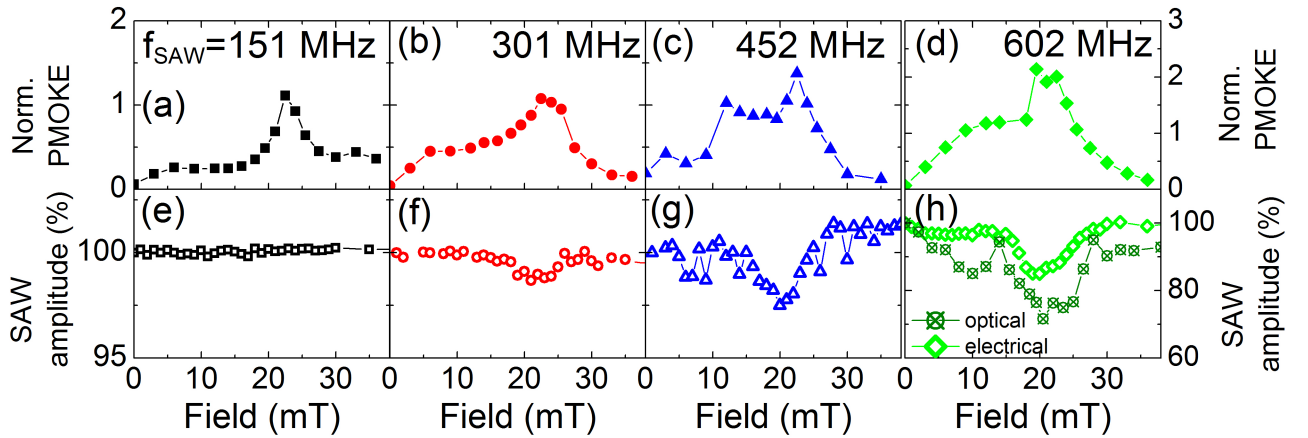 2
1
0
Norm.
PMOKE
f_SAW=151 MHz
(a)
(b) 301 MHz
(c) 452 MHz
(d) 602 MHz
3
2
1
0
Norm.
PMOKE
SAW
amplitude (%)
100
95
(e)
(f)
(g)
(h)
optical
electrical
100
80
60
SAW
amplitude (%)
0 10 20 30
0 10 20 30
0 10 20 30
0 10 20 30
Field (mT)
Field (mT)
Field (mT)
Field (mT)